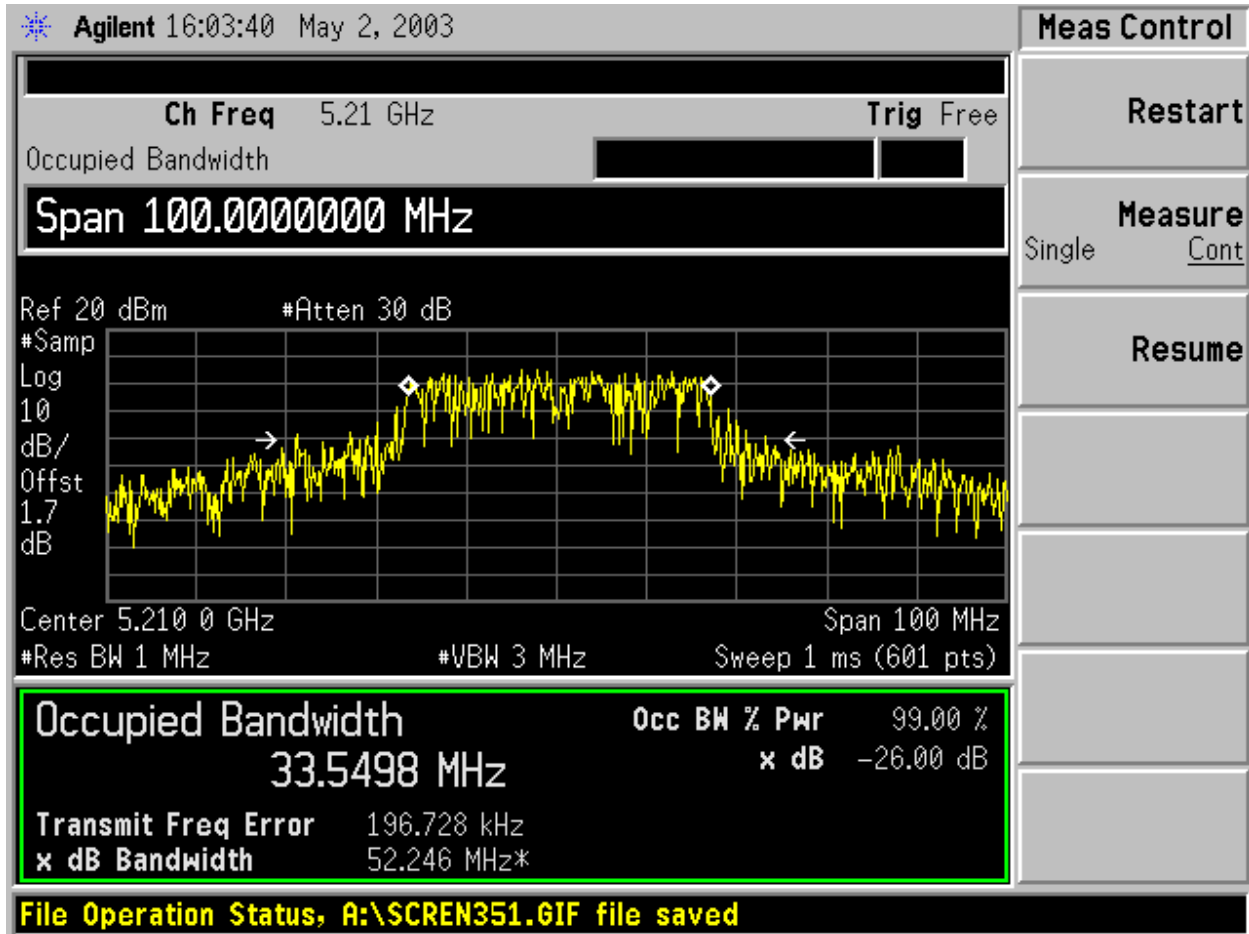 Agilent 16:03:40 May 2, 2003
Meas Control
Ch Freq 5.21 GHz
Trig Free
Occupied Bandwidth
Span 100.0000000 MHz
Ref 20 dBm #Atten 30 dB
#Samp
Log
10
dB/
Offst
1.7
dB
Center 5.210 0 GHz
Span 100 MHz
#Res BW 1 MHz #VBW 3 MHz Sweep 1 ms (601 pts)
Occupied Bandwidth
33.5498 MHz
Occ BW % Pwr 99.00 %
x dB -26.00 dB
Transmit Freq Error 196.728 kHz
x dB Bandwidth 52.246 MHz*
File Operation Status, A:\SCREN351.GIF file saved
Restart
Measure
Single Cont
Resume